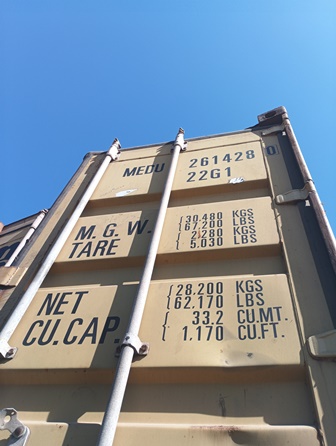 MEDU 261428 0
22G1
M.G.W. 30.480 KGS
67.200 LBS
TARE 2.280 KGS
5.030 LBS
NET 28.200 KGS
62.170 LBS
CU.CAP. 33.2 CU.MT.
1.170 CU.FT.